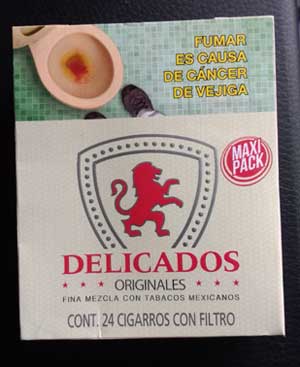 FUMAR
ES CAUSA
DE CÁNCER
DE VEJIGA
MAXI
PACK
DELICADOS
ORIGINALES
FINA MEZCLA CON TABACOS MEXICANOS
CONT. 24 CIGARROS CON FILTRO